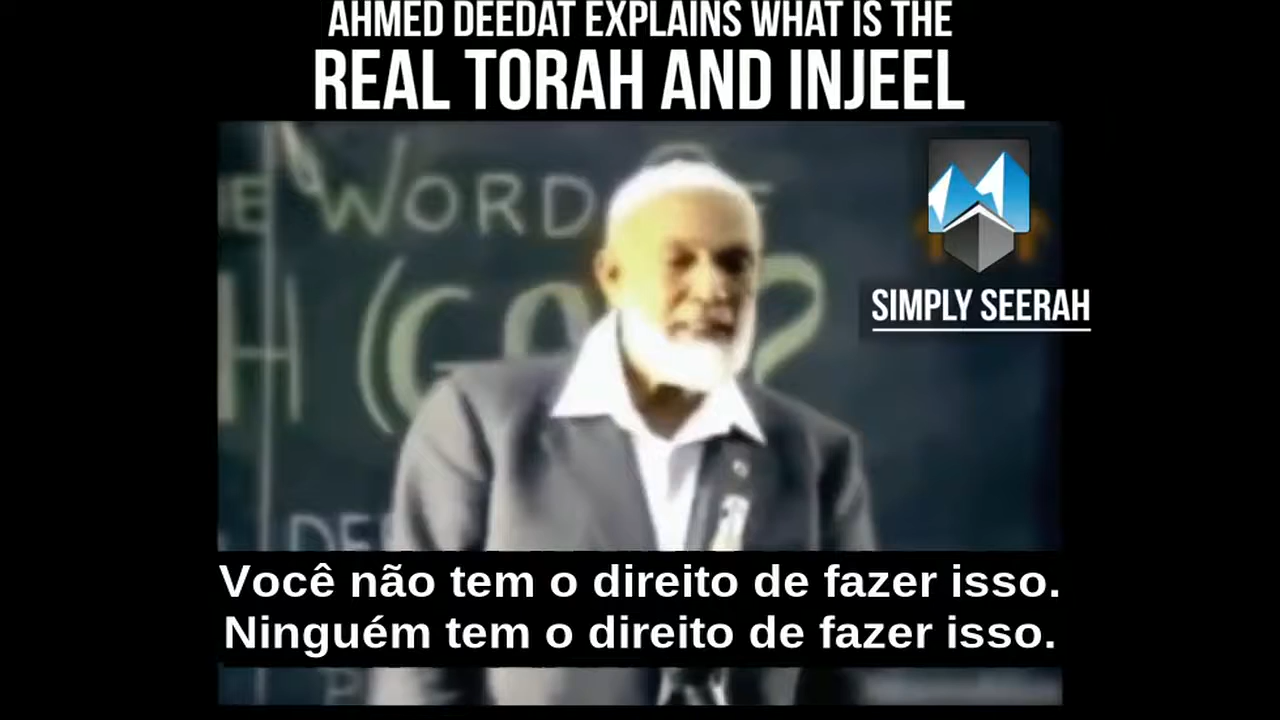 AHMED DEEDAT EXPLAINS WHAT IS THE
REAL TORAH AND INJEEL
WORD
SIMPLY SEERAH
Você não tem o direito de fazer isso.
Ninguém tem o direito de fazer isso.